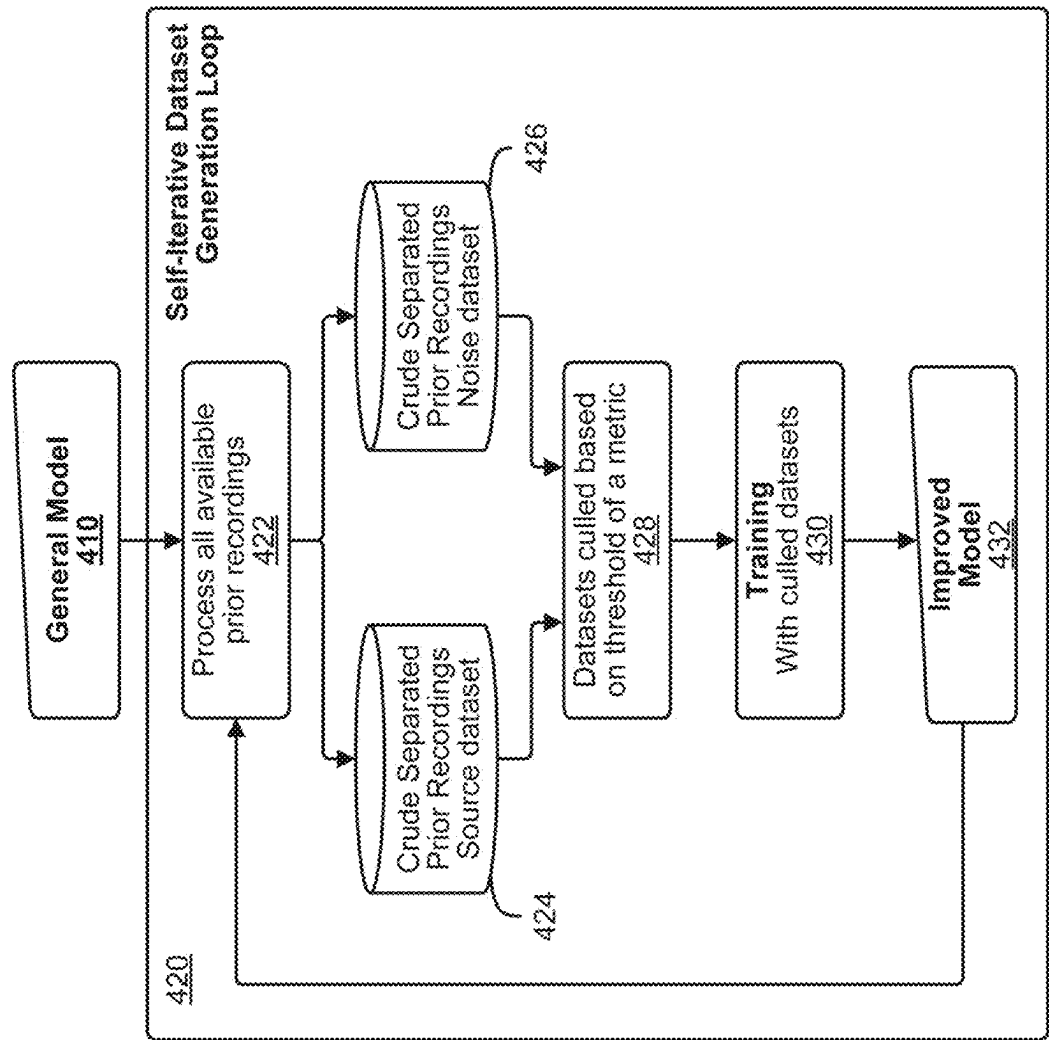 General Model
410
420
Self-Iterative Dataset
Generation Loop
Process all available
prior recordings
422
Crude Separated
Prior Recordings
Source dataset
424
Crude Separated
Prior Recordings
Noise dataset
426
Datasets culled based
on threshold of a metric
428
Training
With culled datasets
430
Improved
Model
432